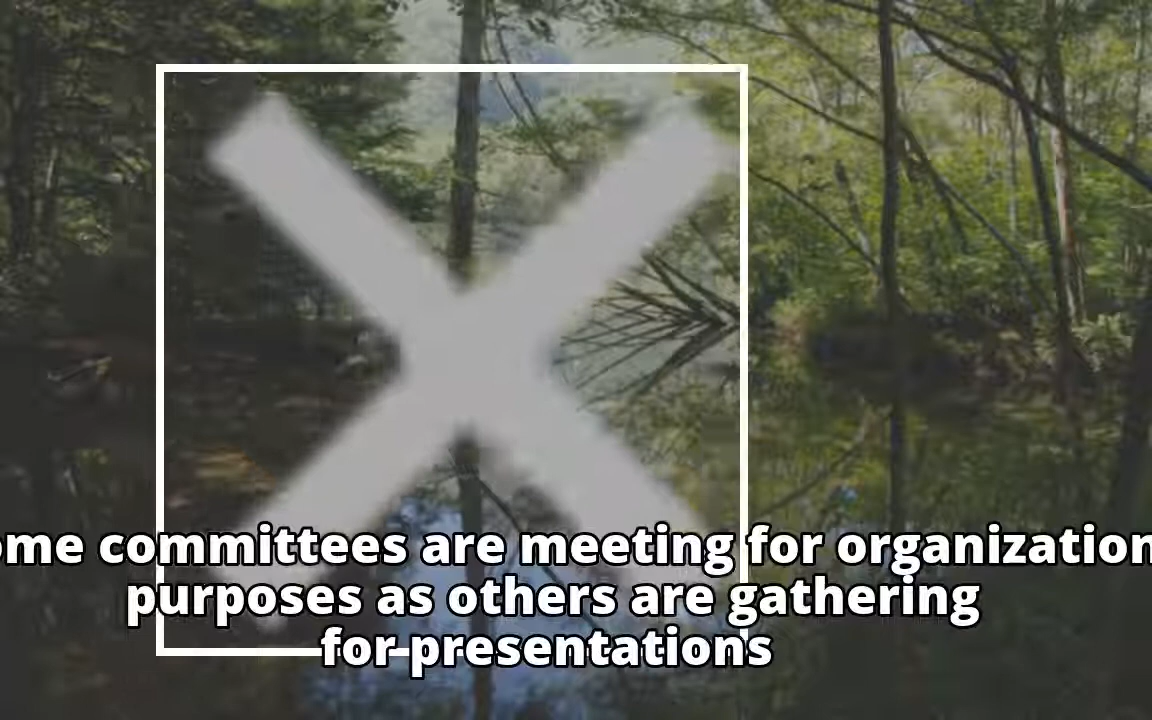 ome committees are meeting for organization
purposes as others are gathering
for presentations